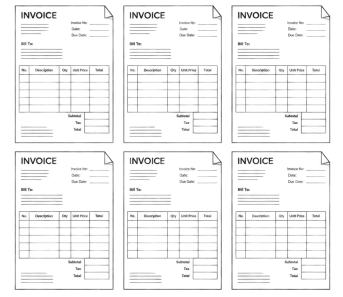 INVOICE INVOICE INVOICE
Invoice No: Invoice No: Invoice No:
Date: Date: Date:
Due Date: Due Date: Due Date:
Bill To: Bill To: Bill To:
No. Description Qty Unit Price Total No. Description Qty Unit Price Total No. Description Qty Unit Price Total
Subtotal Subtotal Subtotal
Tax Tax Tax
Total Total Total
INVOICE INVOICE INVOICE
Invoice No: Invoice No: Invoice No:
Date: Date: Date:
Due Date: Due Date: Due Date:
Bill To: Bill To: Bill To:
No. Description Qty Unit Price Total No. Description Qty Unit Price Total No. Description Qty Unit Price Total
Subtotal Subtotal Subtotal
Tax Tax Tax
Total Total Total